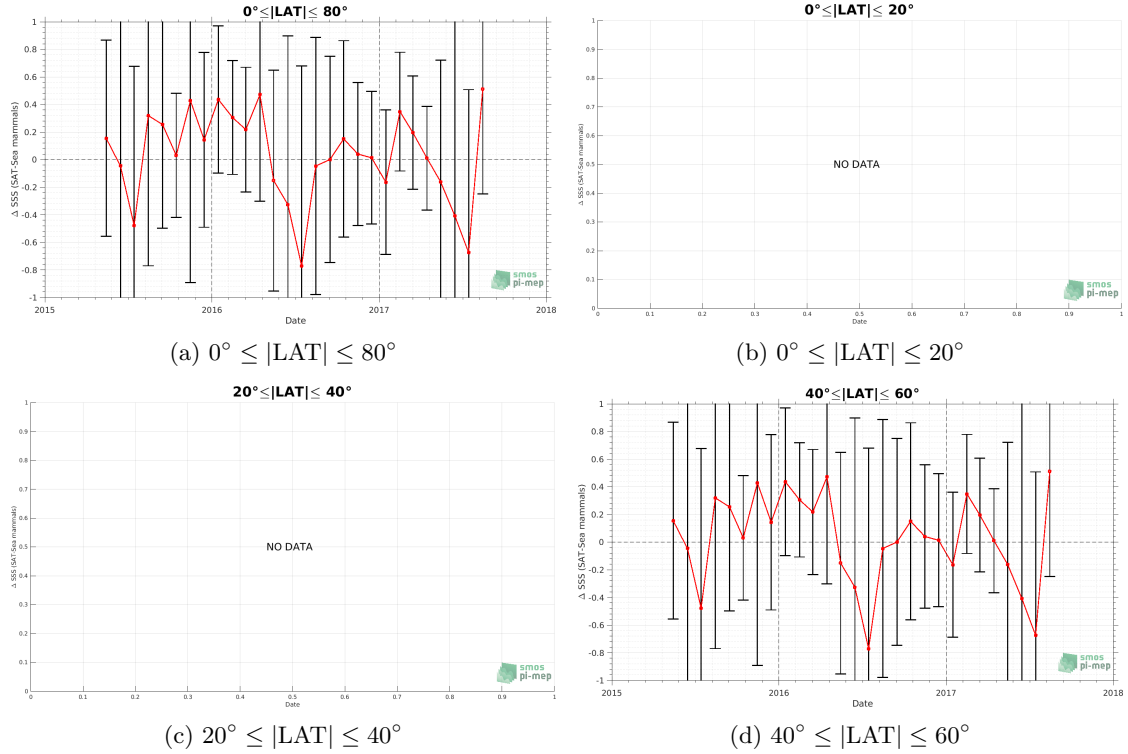 0°≤|LAT|≤ 80°
1
0.8
0.6
0.4
0.2
0
-0.2
-0.4
-0.6
-0.8
-1
Δ SSS (SAT-Sea mammals)
2015
2016
2017
2018
Date
smos
pi-mep
(a) 0° ≤ |LAT| ≤ 80°
0°≤|LAT|≤ 20°
1
0.9
0.8
0.7
0.6
0.5
0.4
0.3
0.2
0.1
0
Δ SSS (SAT-Sea mammals)
NO DATA
0 0.1 0.2 0.3 0.4 0.5 0.6 0.7 0.8 0.9 1
Date
smos
pi-mep
(b) 0° ≤ |LAT| ≤ 20°
20°≤|LAT|≤ 40°
1
0.9
0.8
0.7
0.6
0.5
0.4
0.3
0.2
0.1
0
Δ SSS (SAT-Sea mammals)
NO DATA
0 0.1 0.2 0.3 0.4 0.5 0.6 0.7 0.8 0.9 1
Date
smos
pi-mep
(c) 20° ≤ |LAT| ≤ 40°
40°≤|LAT|≤ 60°
1
0.8
0.6
0.4
0.2
0
-0.2
-0.4
-0.6
-0.8
-1
Δ SSS (SAT-Sea mammals)
2015
2016
2017
2018
Date
smos
pi-mep
(d) 40° ≤ |LAT| ≤ 60°